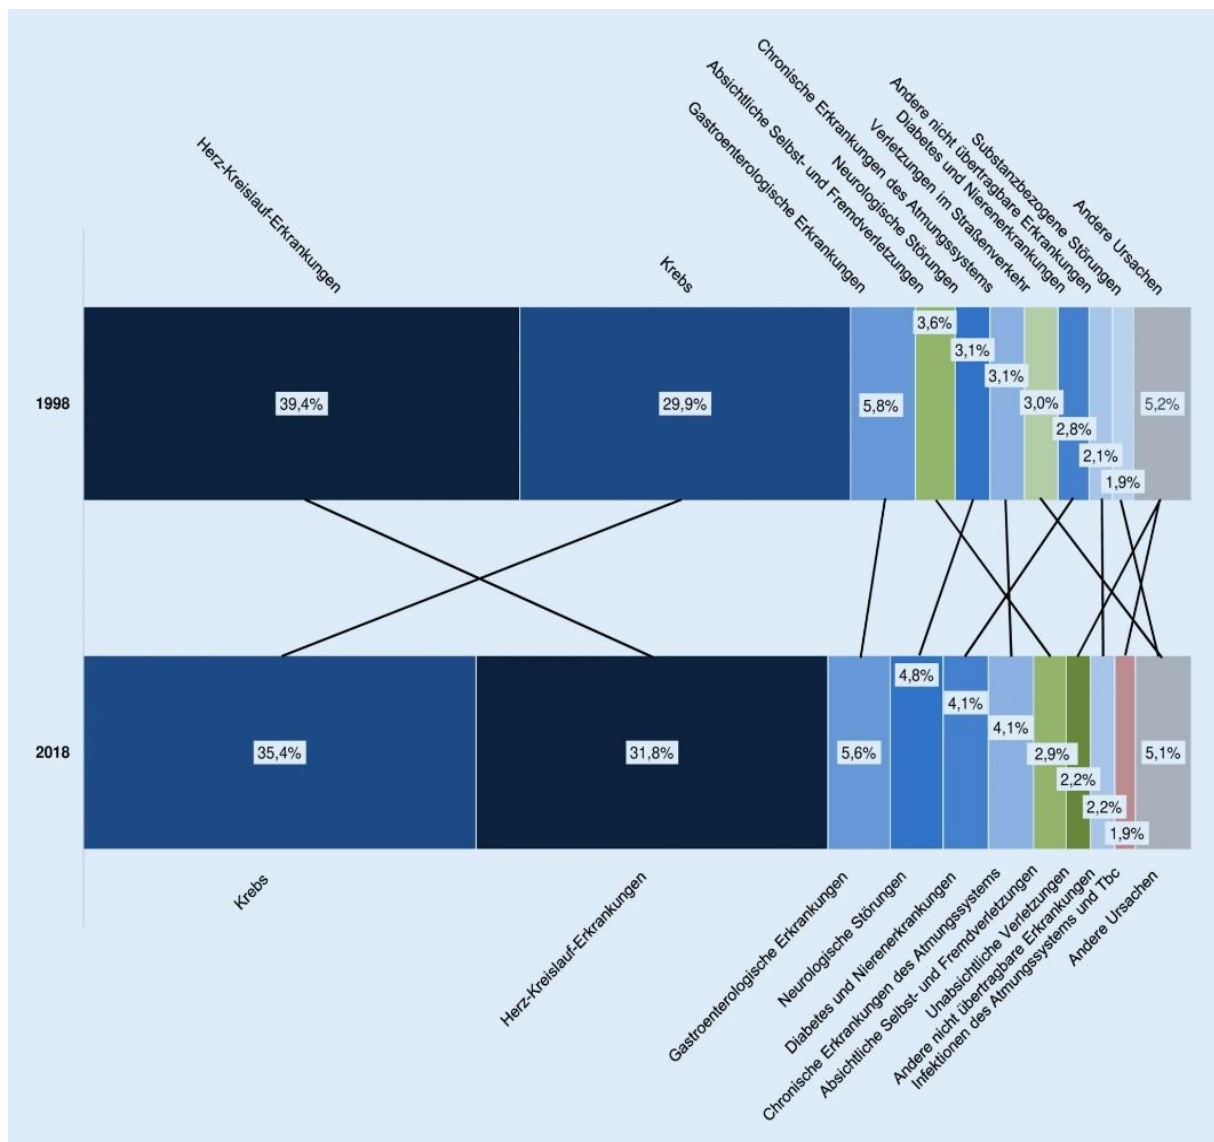 Herz-Kreislauf-Erkrankungen
Krebs
Gastroenterologische Erkrankungen
Absichtliche Selbst- und Fremdverletzungen
Neurologische Störungen
Chronische Erkrankungen des Atmungssystems
Verletzungen im Straßenverkehr
Diabetes und Nierenerkrankungen
Andere nicht übertragbare Erkrankungen
Substanzbezogene Störungen
Andere Ursachen
1998
39,4%
29,9%
5,8%
3,6%
3,1%
3,1%
3,0%
2,8%
2,1%
1,9%
5,2%
2018
35,4%
31,8%
5,6%
4,8%
4,1%
4,1%
2,9%
2,2%
2,2%
1,9%
5,1%
Krebs
Herz-Kreislauf-Erkrankungen
Gastroenterologische Erkrankungen
Neurologische Störungen
Diabetes und Nierenerkrankungen
Chronische Erkrankungen des Atmungssystems
Absichtliche Selbst- und Fremdverletzungen
Unabsichtliche Verletzungen
Andere nicht übertragbare Erkrankungen
Infektionen des Atmungssystems und Tbc
Andere Ursachen